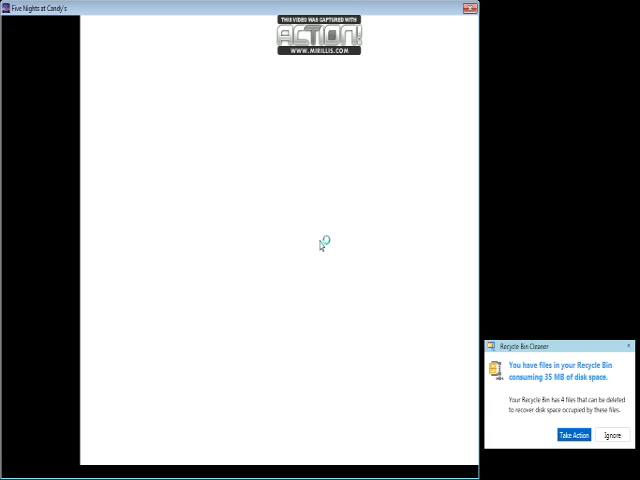 Five Nights at Candy's
THIS VIDEO WAS CAPTURED WITH
ACTION!
WWW.MIRILLIS.COM
Recycle Bin Cleaner
You have files in your Recycle Bin
consuming 35 MB of disk space.
Your Recycle Bin has 4 files that can be deleted
to recover disk space occupied by these files.
Take Action
Ignore